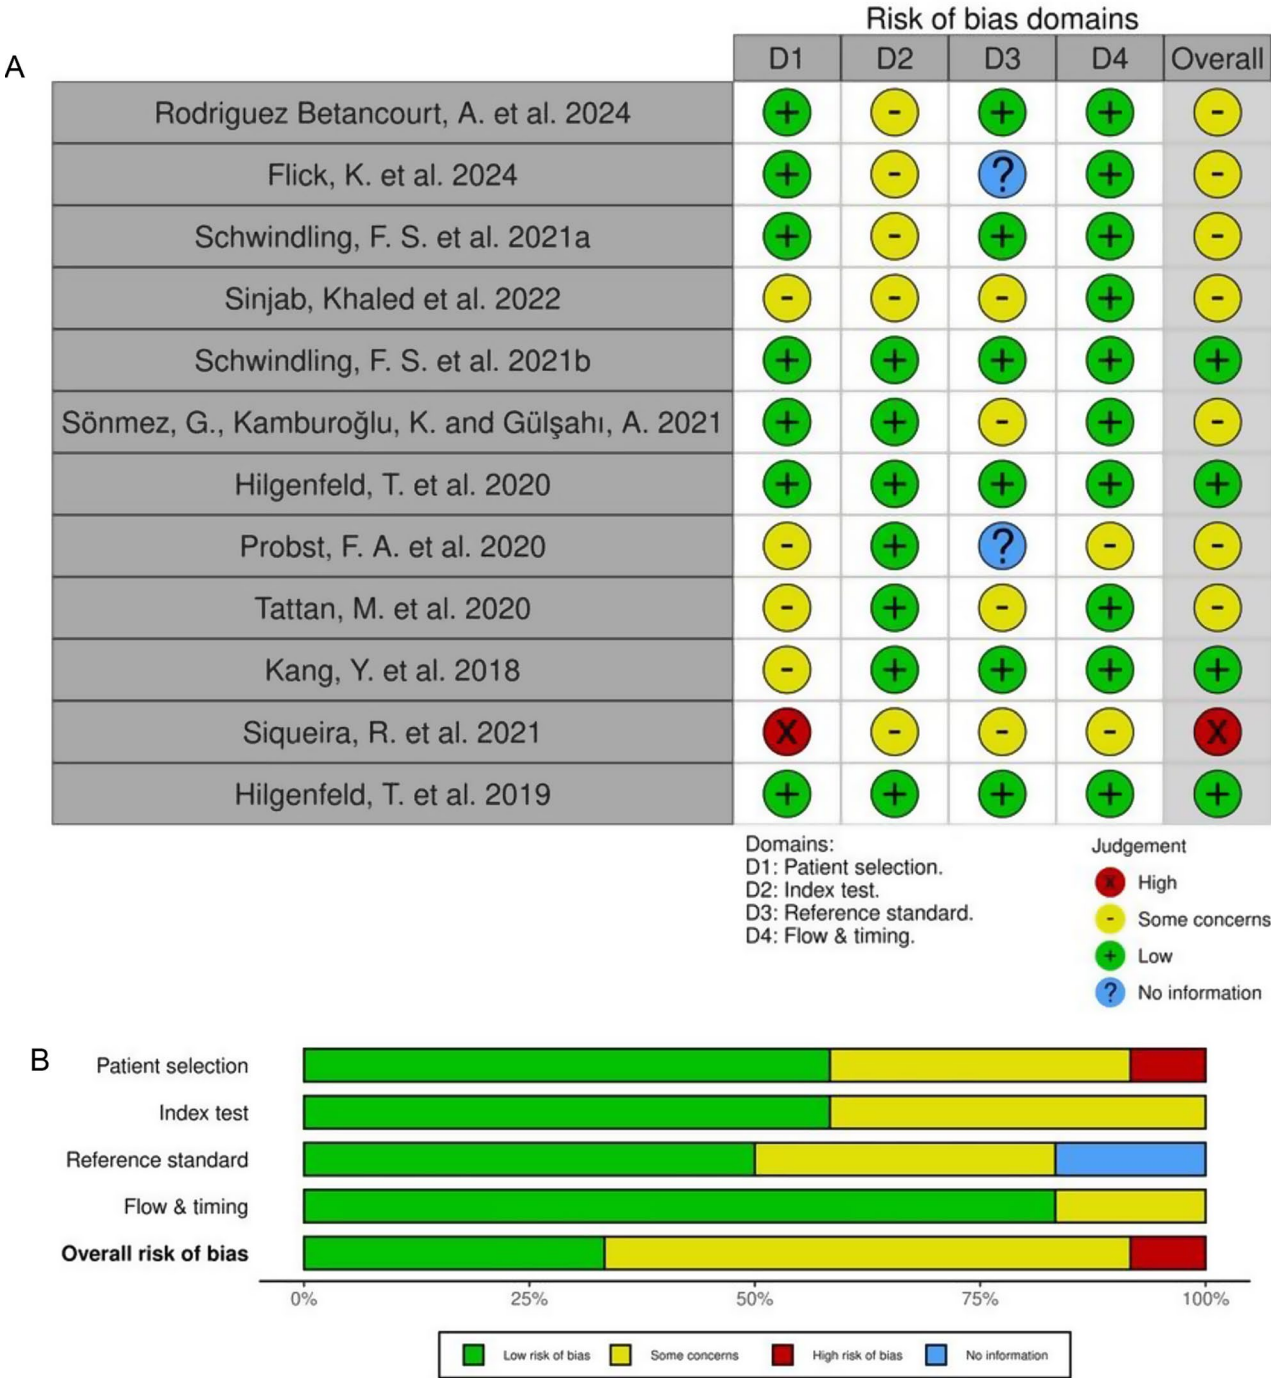 Risk of bias domains
A
D1 D2 D3 D4 Overall
Rodriguez Betancourt, A. et al. 2024 + - + + -
Flick, K. et al. 2024 + - ? + -
Schwindling, F. S. et al. 2021a + - + + -
Sinjab, Khaled et al. 2022 - - - + -
Schwindling, F. S. et al. 2021b + + + + +
Sönmez, G., Kamburoğlu, K. and Gülşahı, A. 2021 + + - + -
Hilgenfeld, T. et al. 2020 + + + + +
Probst, F. A. et al. 2020 - + ? - -
Tattan, M. et al. 2020 - + - + -
Kang, Y. et al. 2018 - + + + +
Siqueira, R. et al. 2021 X - - - X
Hilgenfeld, T. et al. 2019 + + + + +
Domains:
D1: Patient selection.
D2: Index test.
D3: Reference standard.
D4: Flow & timing.
Judgement
X High
- Some concerns
+ Low
? No information
B
Patient selection
Index test
Reference standard
Flow & timing
Overall risk of bias
0% 25% 50% 75% 100%
Low risk of bias Some concerns High risk of bias No information